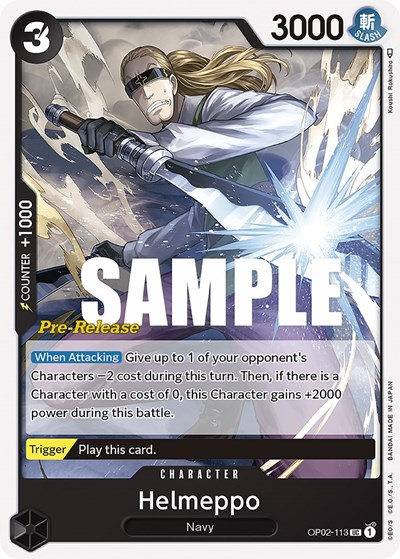 3
3000
斬
SLASH
Koushi Rokushiro
COUNTER +1000
SAMPLE
Pre-Release
When Attacking Give up to 1 of your opponent's
Characters −2 cost during this turn. Then, if there is a
Character with a cost of 0, this Character gains +2000
power during this battle.
Trigger Play this card.
CHARACTER
Helmeppo
Navy
OP02-113 UC 1
©E.O/S ©E.O./S., T.A. BANDAI MADE IN JAPAN